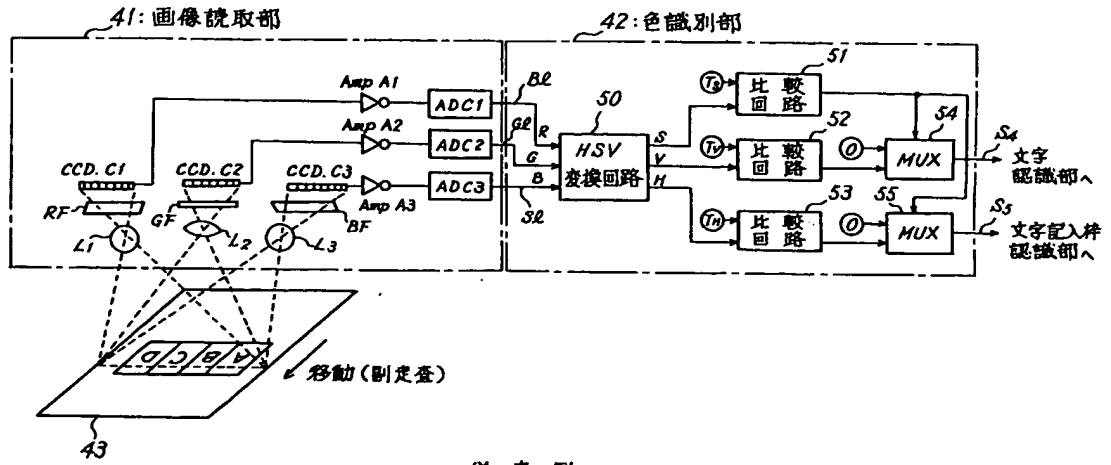 41:画像読取部
42:色識別部
Amp A1
ADC1
Bl
Amp A2
ADC2
Gl
CCD. C1
CCD. C2
CCD. C3
Amp A3
ADC3
Sl
RF
GF
BF
L1
L2
L3
R
G
B
50
HSV
変換回路
S
V
H
TS
51
比較
回路
TV
52
比較
回路
TH
53
比較
回路
0
54
MUX
S4
文字
認識部へ
0
55
MUX
S5
文字記入枠
認識部へ
A
B
C
D
移動(副走査)
43